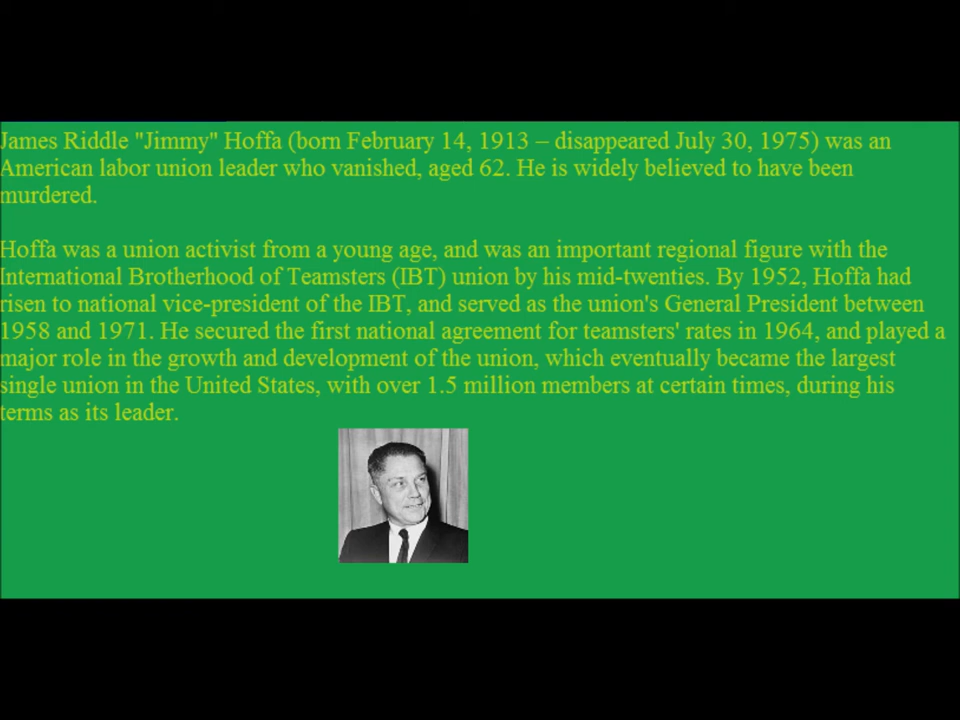 James Riddle "Jimmy" Hoffa (born February 14, 1913 – disappeared July 30, 1975) was an
American labor union leader who vanished, aged 62. He is widely believed to have been
murdered.
Hoffa was a union activist from a young age, and was an important regional figure with the
International Brotherhood of Teamsters (IBT) union by his mid-twenties. By 1952, Hoffa had
risen to national vice-president of the IBT, and served as the union's General President between
1958 and 1971. He secured the first national agreement for teamsters' rates in 1964, and played a
major role in the growth and development of the union, which eventually became the largest
single union in the United States, with over 1.5 million members at certain times, during his
terms as its leader.